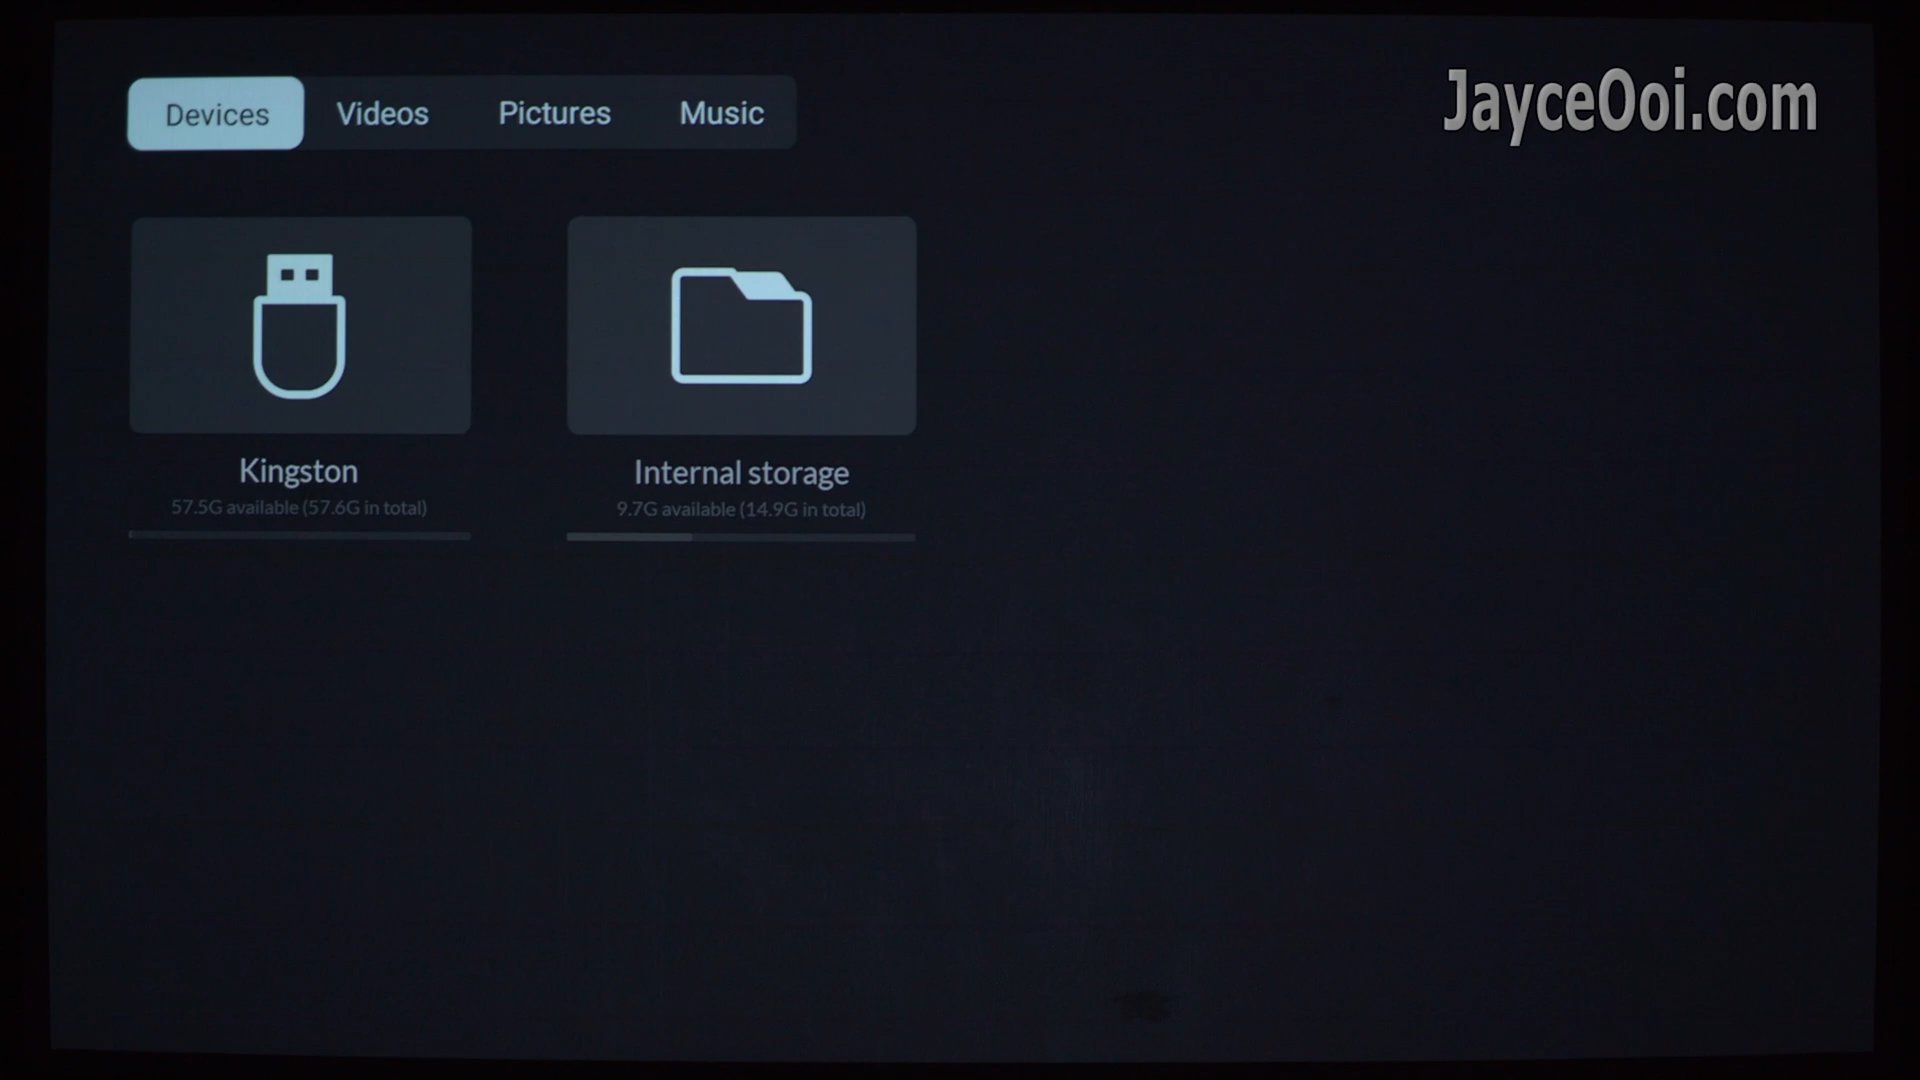 Devices Videos Pictures Music
JayceOoi.com
Kingston
57.5G available (57.6G in total)
Internal storage
9.7G available (14.9G in total)